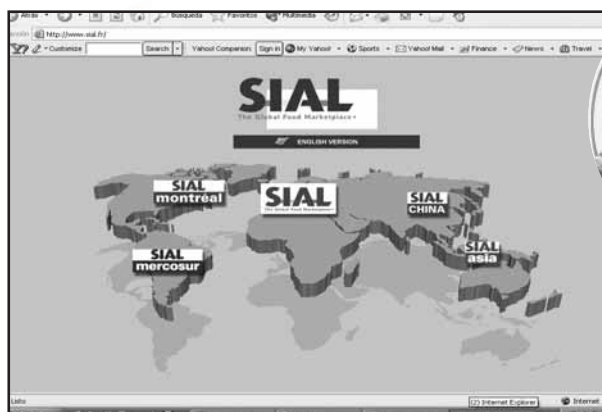 Atrás Búsqueda Favoritos Multimedia
http://www.sial.fr/
Customize Search Yahoo! Companion: Sign in My Yahoo! Sports Yahoo! Mail Finance News Travel
SIAL
The Global Food Marketplace
ENGLISH VERSION
SIAL
montréal
SIAL
The Global Food Marketplace
SIAL
CHINA
SIAL
mercosur
SIAL
asia
Listo (2) Internet Explorer Internet